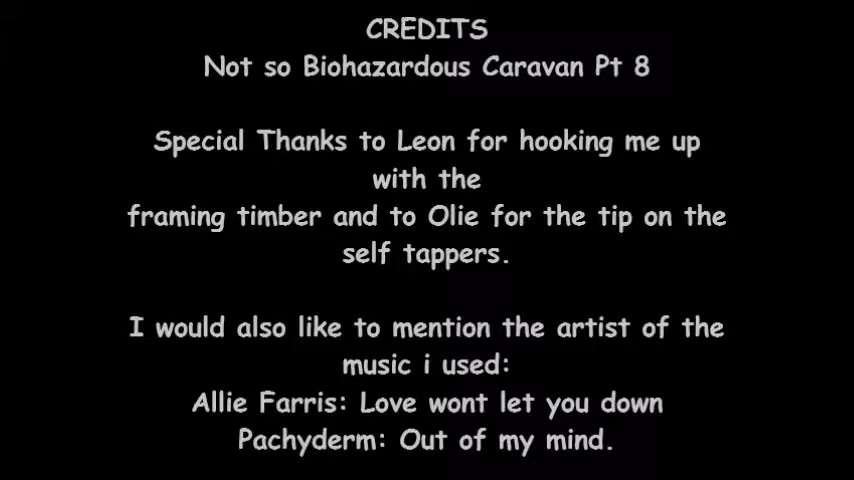 CREDITS
Not so Biohazardous Caravan Pt 8
Special Thanks to Leon for hooking me up
with the
framing timber and to Olie for the tip on the
self tappers.
I would also like to mention the artist of the
music i used:
Allie Farris: Love wont let you down
Pachyderm: Out of my mind.